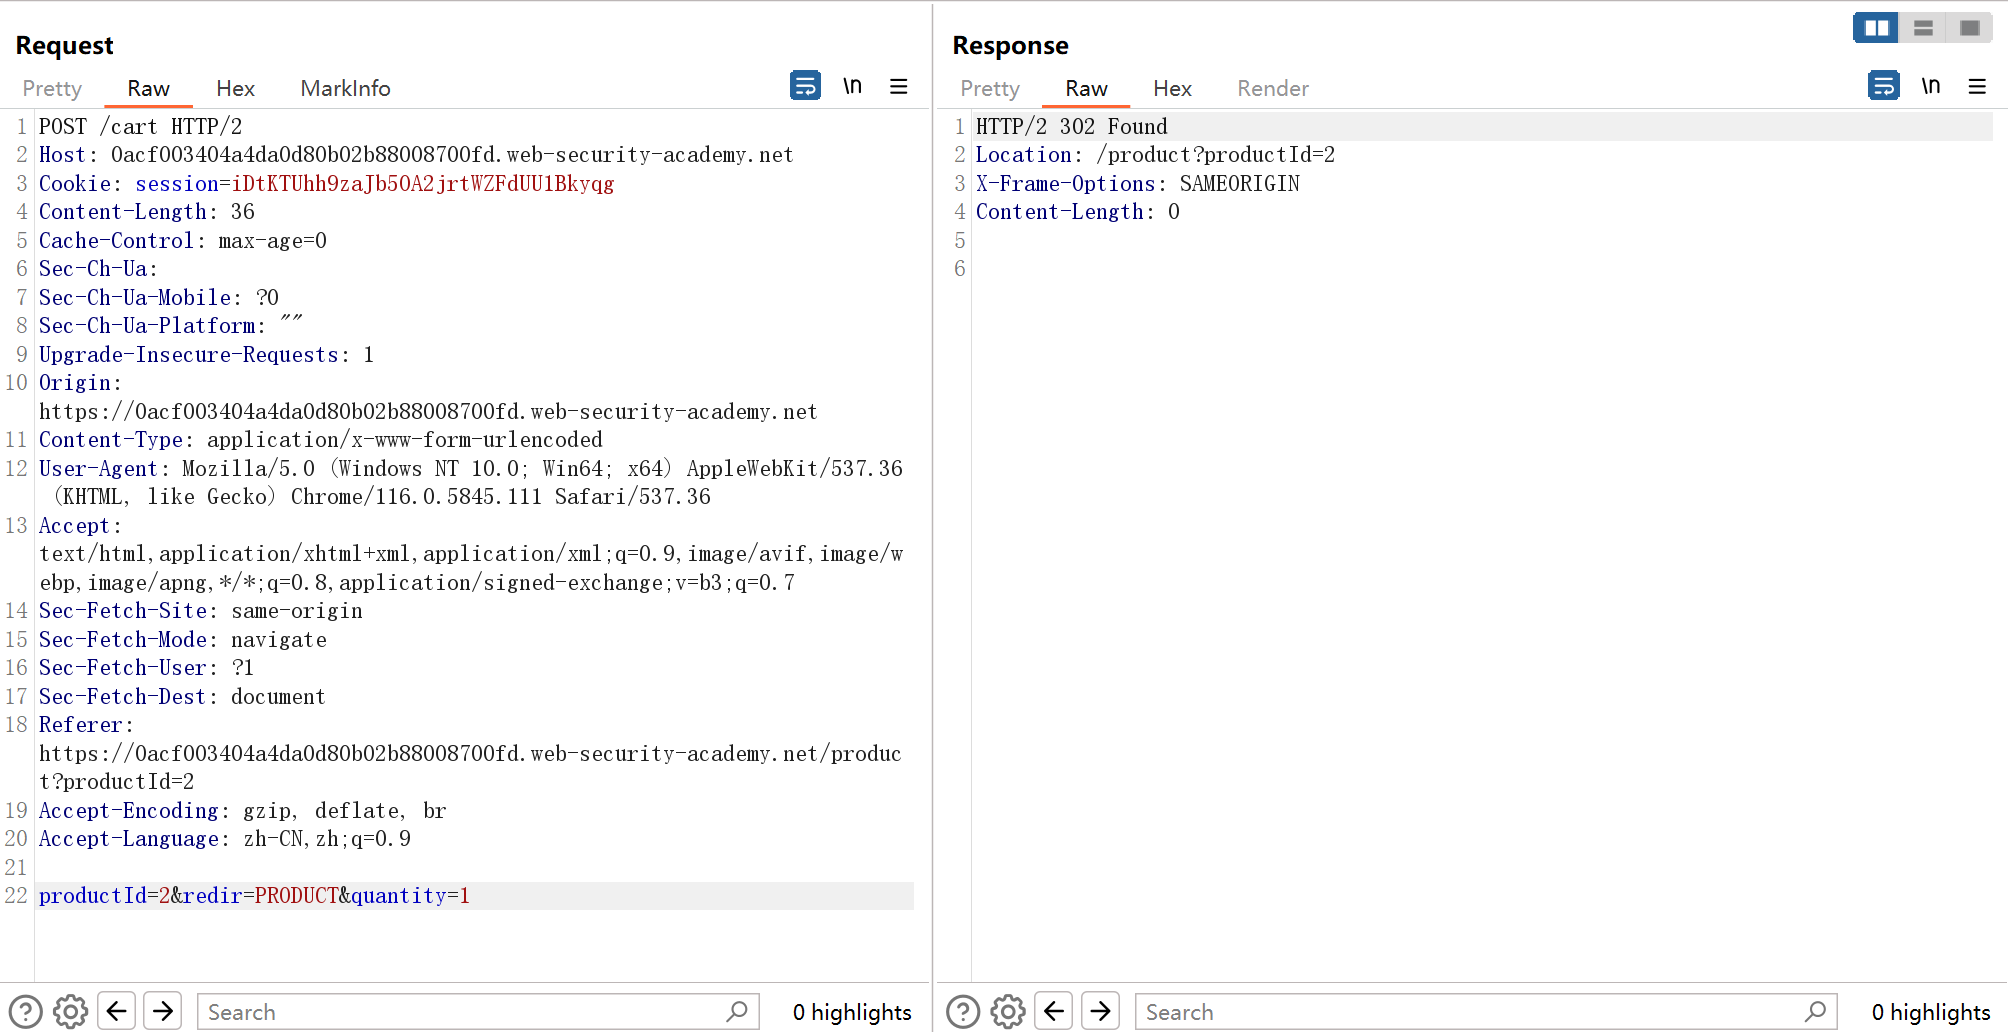 Request
Pretty Raw Hex MarkInfo \n
1 POST /cart HTTP/2
2 Host: 0acf003404a4da0d80b02b88008700fd.web-security-academy.net
3 Cookie: session=iDtKTUhh9zaJb5OA2jrtWZFdUU1Bkyqg
4 Content-Length: 36
5 Cache-Control: max-age=0
6 Sec-Ch-Ua:
7 Sec-Ch-Ua-Mobile: ?0
8 Sec-Ch-Ua-Platform: ""
9 Upgrade-Insecure-Requests: 1
10 Origin:
https://0acf003404a4da0d80b02b88008700fd.web-security-academy.net
11 Content-Type: application/x-www-form-urlencoded
12 User-Agent: Mozilla/5.0 (Windows NT 10.0; Win64; x64) AppleWebKit/537.36
(KHTML, like Gecko) Chrome/116.0.5845.111 Safari/537.36
13 Accept:
text/html,application/xhtml+xml,application/xml;q=0.9,image/avif,image/w
ebp,image/apng,*/*;q=0.8,application/signed-exchange;v=b3;q=0.7
14 Sec-Fetch-Site: same-origin
15 Sec-Fetch-Mode: navigate
16 Sec-Fetch-User: ?1
17 Sec-Fetch-Dest: document
18 Referer:
https://0acf003404a4da0d80b02b88008700fd.web-security-academy.net/produc
t?productId=2
19 Accept-Encoding: gzip, deflate, br
20 Accept-Language: zh-CN,zh;q=0.9
21
22 productId=2&redir=PRODUCT&quantity=1
Search 0 highlights
Response
Pretty Raw Hex Render \n
1 HTTP/2 302 Found
2 Location: /product?productId=2
3 X-Frame-Options: SAMEORIGIN
4 Content-Length: 0
5
6
Search 0 highlights